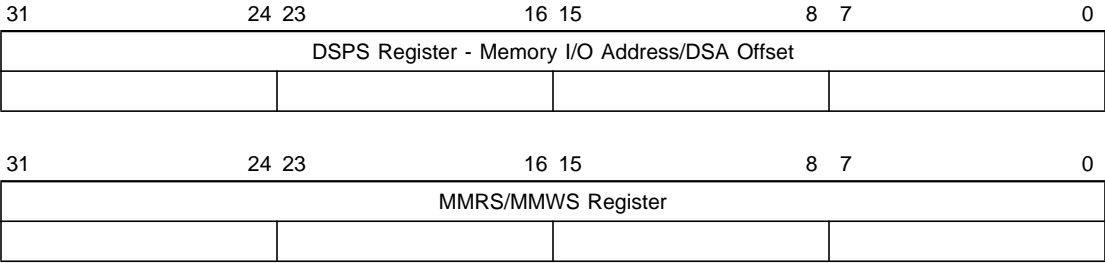 31 24 23 16 15 8 7 0
DSPS Register - Memory I/O Address/DSA Offset
31 24 23 16 15 8 7 0
MMRS/MMWS Register